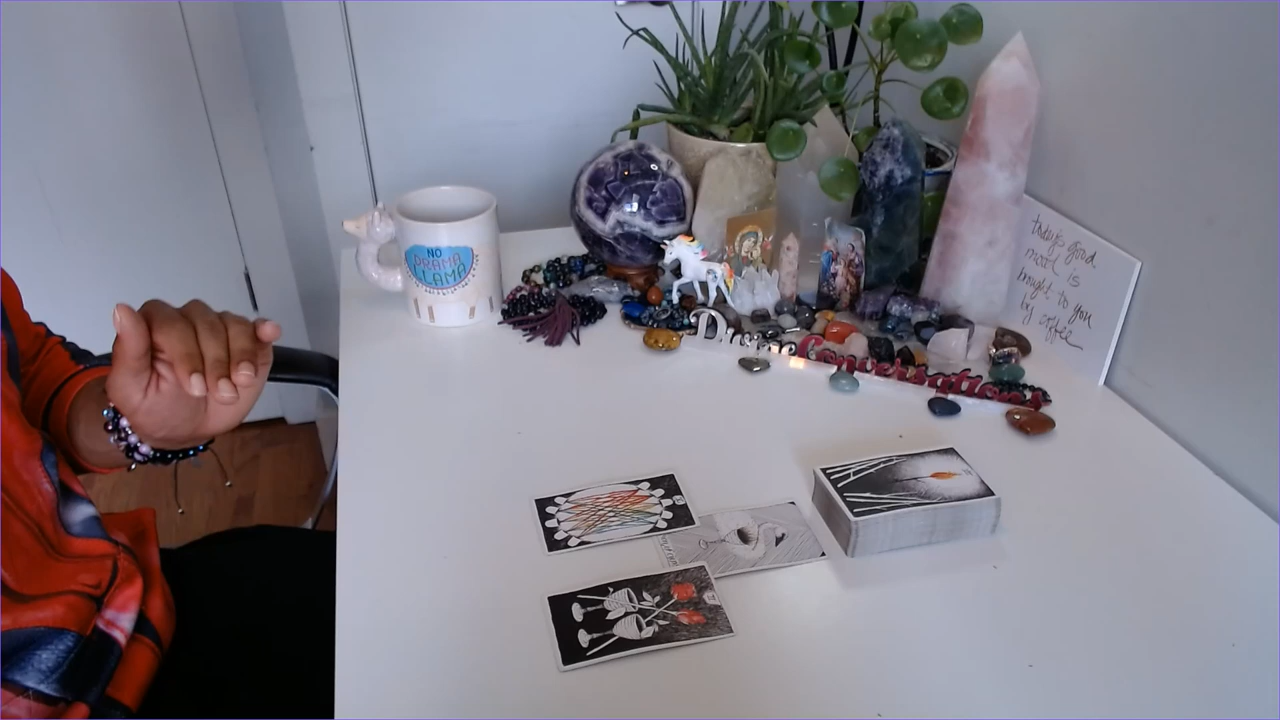 NO
DRAMA
LLAMA
Divine Conversations
today's good
mood is
brought to you
by coffee